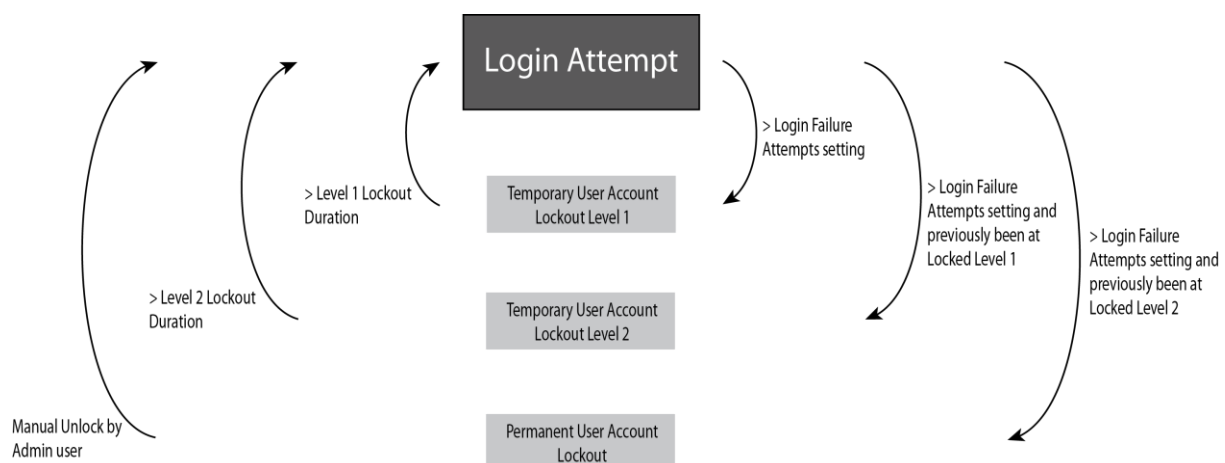 Login Attempt
> Login Failure
Attempts setting
> Level 1 Lockout
Duration
Temporary User Account
Lockout Level 1
> Login Failure
Attempts setting and
previously been at
Locked Level 1
> Login Failure
Attempts setting and
previously been at
Locked Level 2
> Level 2 Lockout
Duration
Temporary User Account
Lockout Level 2
Manual Unlock by
Admin user
Permanent User Account
Lockout